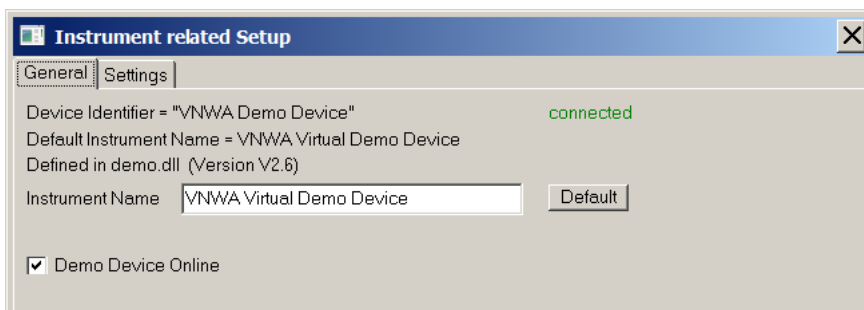 Instrument related Setup
General Settings
Device Identifier = "VNWA Demo Device" connected
Default Instrument Name = VNWA Virtual Demo Device
Defined in demo.dll (Version V2.6)
Instrument Name VNWA Virtual Demo Device Default
Demo Device Online